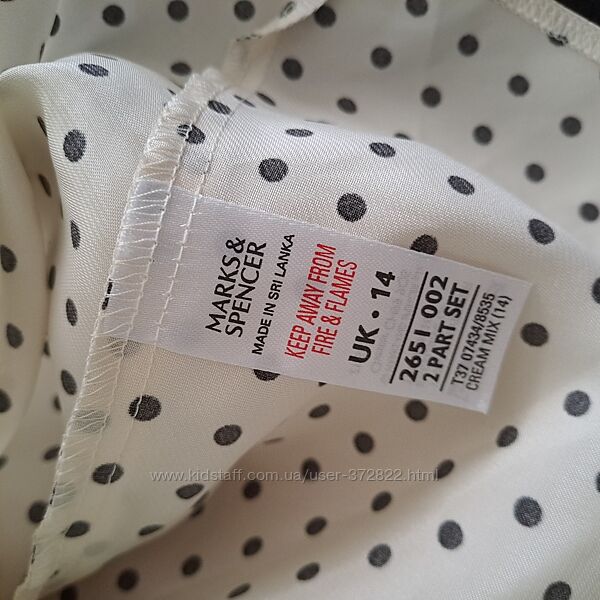 MARKS &
SPENCER
MADE IN SRI LANKA
KEEP AWAY FROM
FIRE & FLAMES
UK • 14
2651 002
2 PART SET
T37 07434/6535
CREAM MIX (14)
www.kidstaff.com.ua/user-372822.html